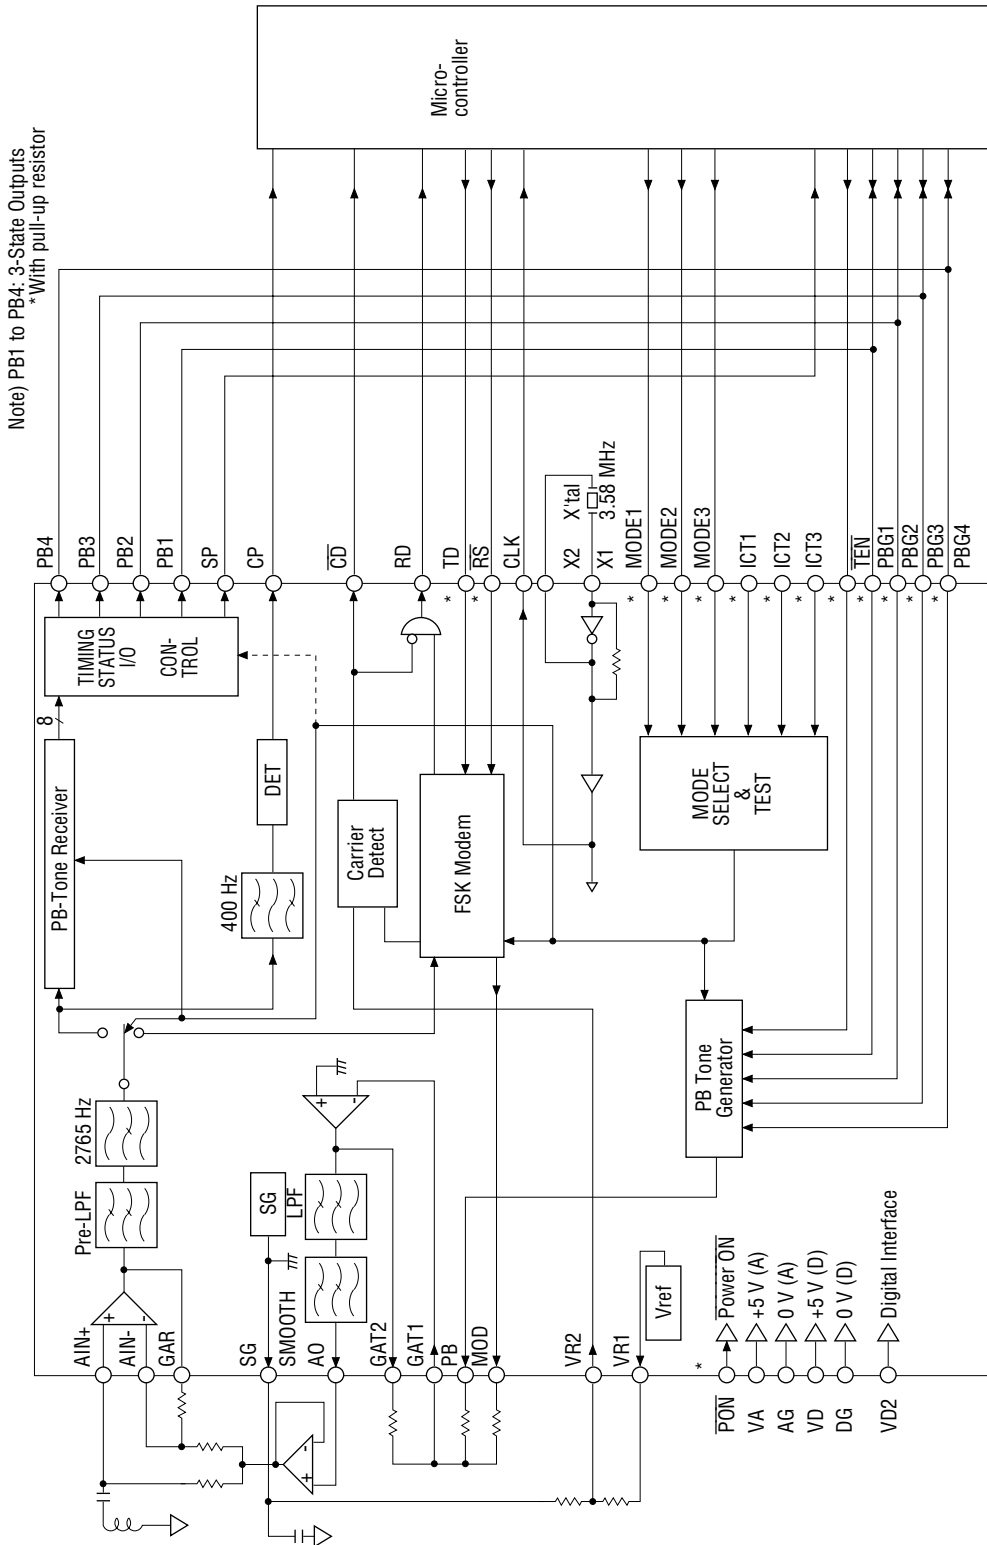 Note) PB1 to PB4: 3-State Outputs
* With pull-up resistor
Micro-
controller
PB4
PB3
PB2
PB1
SP
CP
CD
RD
* TD
* RS
CLK
X2
X1
X'tal
3.58 MHz
* MODE1
* MODE2
* MODE3
* ICT1
* ICT2
* ICT3
* TEN
* PBG1
* PBG2
* PBG3
* PBG4
TIMING
STATUS
I/O
CON-
TROL
8
PB-Tone Receiver
DET
400 Hz
Carrier
Detect
FSK Modem
MODE
SELECT
&
TEST
2765 Hz
Pre-LPF
SG
LPF
SMOOTH
PB Tone
Generator
Vref
+
-
+
-
+
-
AIN+
AIN-
GAR
SG
AO
GAT2
GAT1
PB
MOD
VR2
VR1
*
PON
VA
AG
VD
DG
VD2
Power ON
+5 V (A)
0 V (A)
+5 V (D)
0 V (D)
Digital Interface